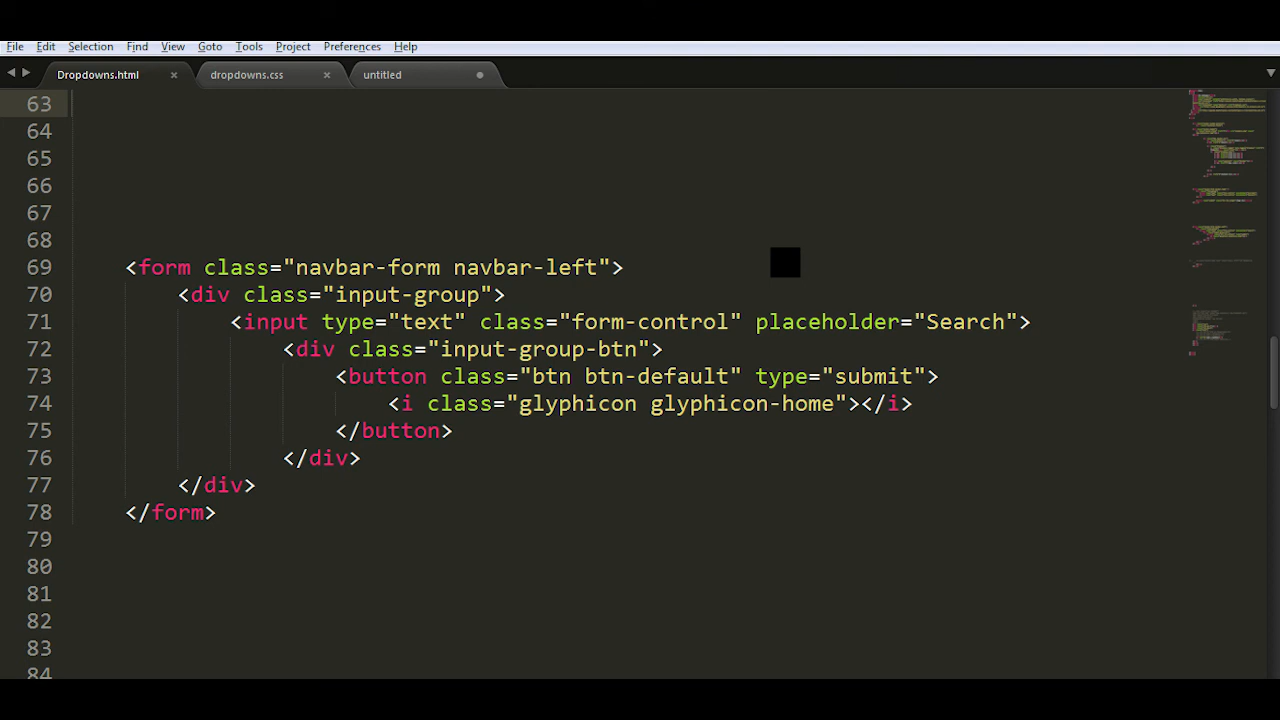 File Edit Selection Find View Goto Tools Project Preferences Help
Dropdowns.html × dropdowns.css × untitled
63
64
65
66
67
68
69 <form class="navbar-form navbar-left">
70 <div class="input-group">
71 <input type="text" class="form-control" placeholder="Search">
72 <div class="input-group-btn">
73 <button class="btn btn-default" type="submit">
74 <i class="glyphicon glyphicon-home"></i>
75 </button>
76 </div>
77 </div>
78 </form>
79
80
81
82
83
84